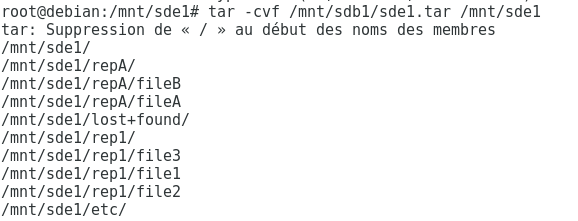 root@debian:/mnt/sde1# tar -cvf /mnt/sdb1/sde1.tar /mnt/sde1
tar: Suppression de « / » au début des noms des membres
/mnt/sde1/
/mnt/sde1/repA/
/mnt/sde1/repA/fileB
/mnt/sde1/repA/fileA
/mnt/sde1/lost+found/
/mnt/sde1/rep1/
/mnt/sde1/rep1/file3
/mnt/sde1/rep1/file1
/mnt/sde1/rep1/file2
/mnt/sde1/etc/